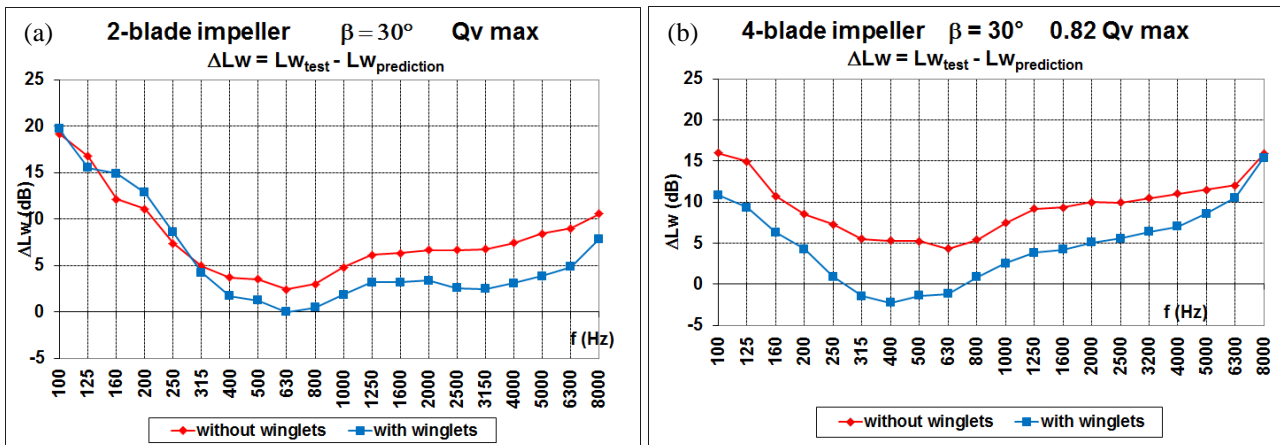 (a) 2-blade impeller β = 30° Qv max
ΔLw = Lwtest - Lwprediction
25
20
15
10
5
0
-5
ΔLw (dB)
f (Hz)
100 125 160 200 250 315 400 500 630 800 1000 1250 1600 2000 2500 3150 4000 5000 6300 8000
without winglets with winglets
(b) 4-blade impeller β = 30° 0.82 Qv max
ΔLw = Lwtest - Lwprediction
25
20
15
10
5
0
-5
ΔLw (dB)
f (Hz)
100 125 160 200 250 315 400 500 630 800 1000 1250 1600 2000 2500 3200 4000 5000 6300 8000
without winglets with winglets